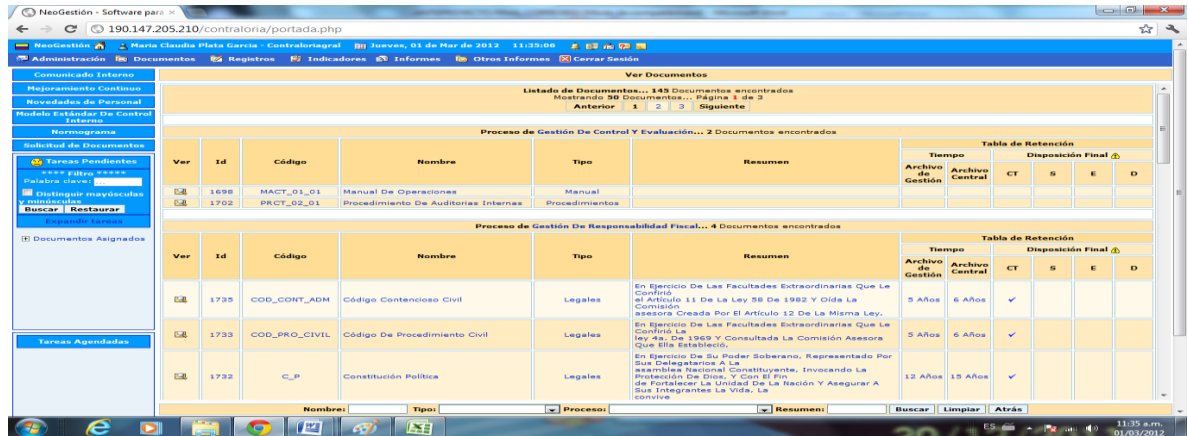 NeoGestión - Software para
190.147.205.210/contraloria/portada.php
NeoGestión María Claudia Plata García - Contraloriagral Jueves, 01 de Mar de 2012 11:35:06
Administración Documentos Registros Indicadores Informes Otros Informes Cerrar Sesión
Comunicado Interno
Mejoramiento Continuo
Novedades de Personal
Modelo Estándar De Control Interno
Normograma
Solicitud de Documentos
Tareas Pendientes
**** Filtro *****
Palabra clave: ...
Distinguir mayúsculas
y minúsculas
Buscar Restaurar
Expandir tareas
Documentos Asignados
Tareas Agendadas
Ver Documentos
Listado de Documentos... 145 Documentos encontrados
Mostrando 50 Documentos... Página 1 de 3
Anterior 1 2 3 Siguiente
Proceso de Gestión De Control Y Evaluación... 2 Documentos encontrados
Ver Id Código Nombre Tipo Resumen Tabla de Retención
Tiempo Disposición Final
Archivo de Gestión Archivo Central CT S E D
1698 MACT_01_01 Manual De Operaciones Manual
1702 PRCT_02_01 Procedimiento De Auditorias Internas Procedimientos
Proceso de Gestión De Responsabilidad Fiscal... 4 Documentos encontrados
Ver Id Código Nombre Tipo Resumen Tabla de Retención
Tiempo Disposición Final
Archivo de Gestión Archivo Central CT S E D
1735 COD_CONT_ADM Código Contencioso Civil Legales
En Ejercicio De Las Facultades Extraordinarias Que Le
Confirió
el Artículo 11 De La Ley 58 De 1982 Y Oída La
Comisión
asesora Creada Por El Artículo 12 De La Misma Ley,
5 Años 6 Años
1733 COD_PRO_CIVIL Código De Procedimiento Civil Legales
En Ejercicio De Las Facultades Extraordinarias Que Le
Confirió La
ley 4a. De 1969 Y Consultada La Comisión Asesora
Que Ella Estableció,
5 Años 6 Años
1732 C_P Constitución Política Legales
En Ejercicio De Su Poder Soberano, Representado Por
Sus Delegatarios A La
asamblea Nacional Constituyente, Invocando La
Protección De Dios, Y Con El Fin
de Fortalecer La Unidad De La Nación Y Asegurar A
Sus Integrantes La Vida, La
convive
12 Años 15 Años
Nombre: Tipo: Proceso: Resumen: Buscar Limpiar Atrás
ES 11:35 a.m.
01/03/2012